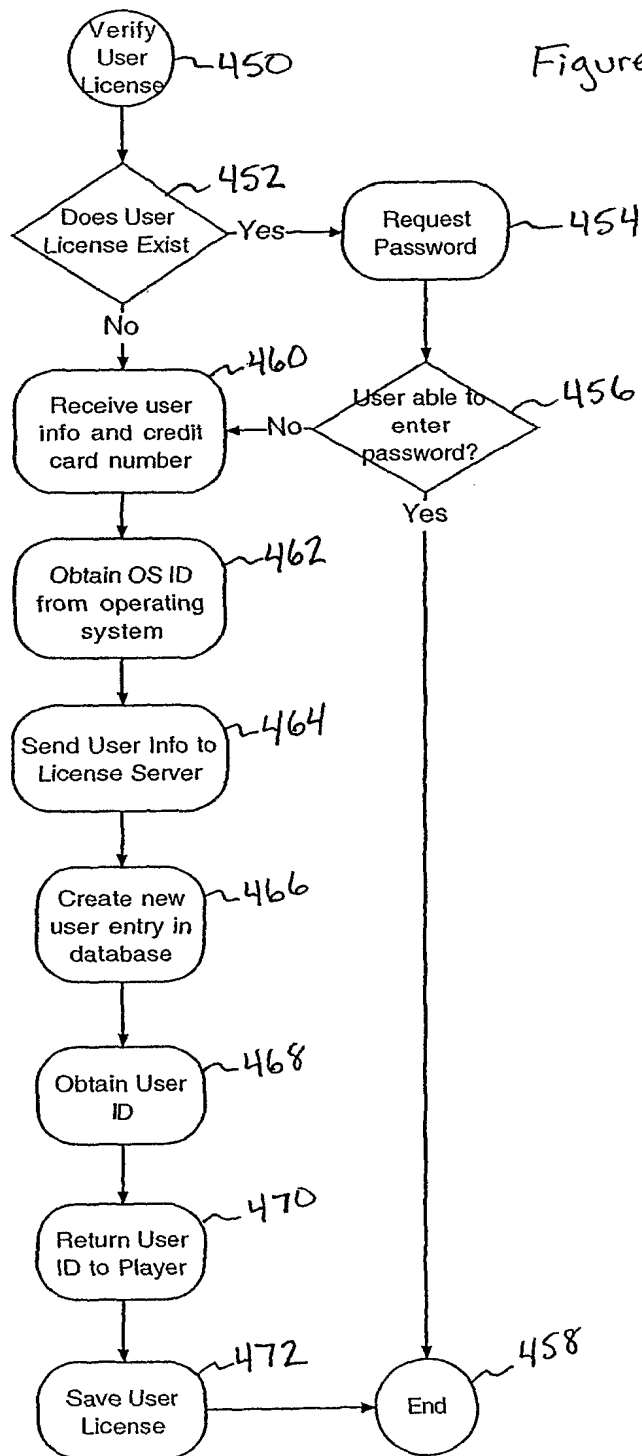 Verify
User
License
450
Figure
452
Does User
License Exist
Yes
Request
Password
454
No
460
Receive user
info and credit
card number
No
User able to
enter
password?
456
Yes
462
Obtain OS ID
from operating
system
464
Send User Info to
License Server
466
Create new
user entry in
database
468
Obtain User
ID
470
Return User
ID to Player
472
Save User
License
458
End